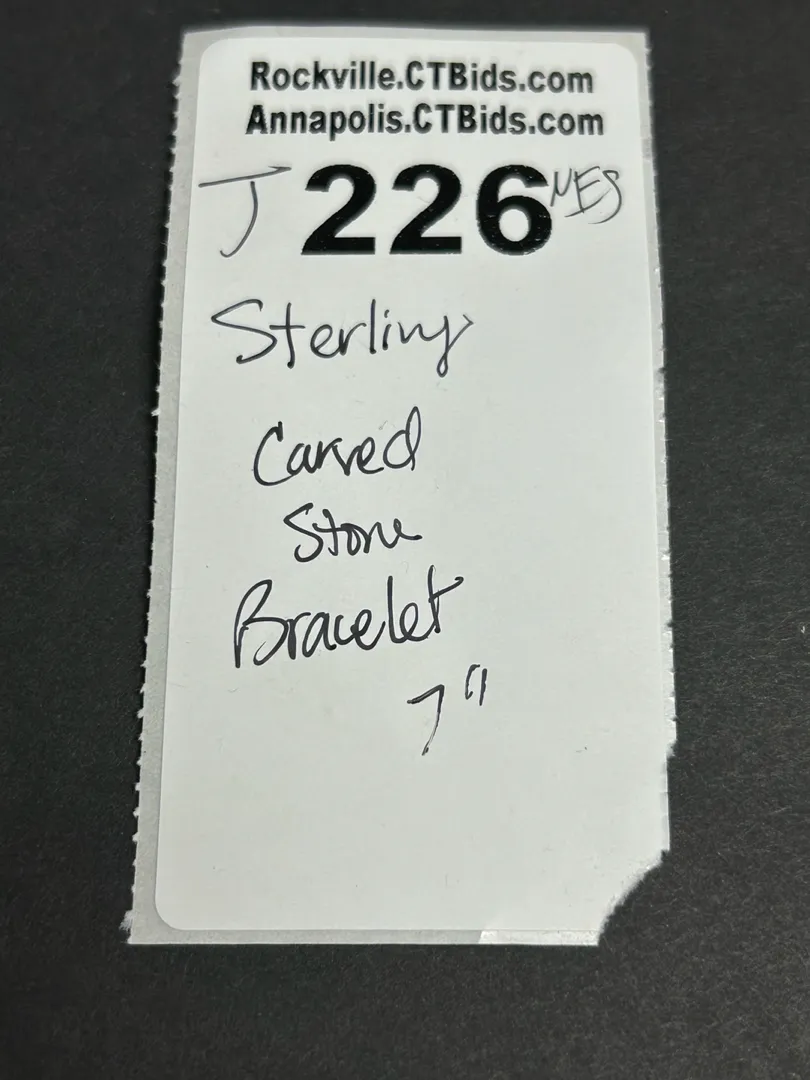 Rockville.CTBids.com
Annapolis.CTBids.com
J 226 MES
Sterling
Carved
Stone
Bracelet
7"